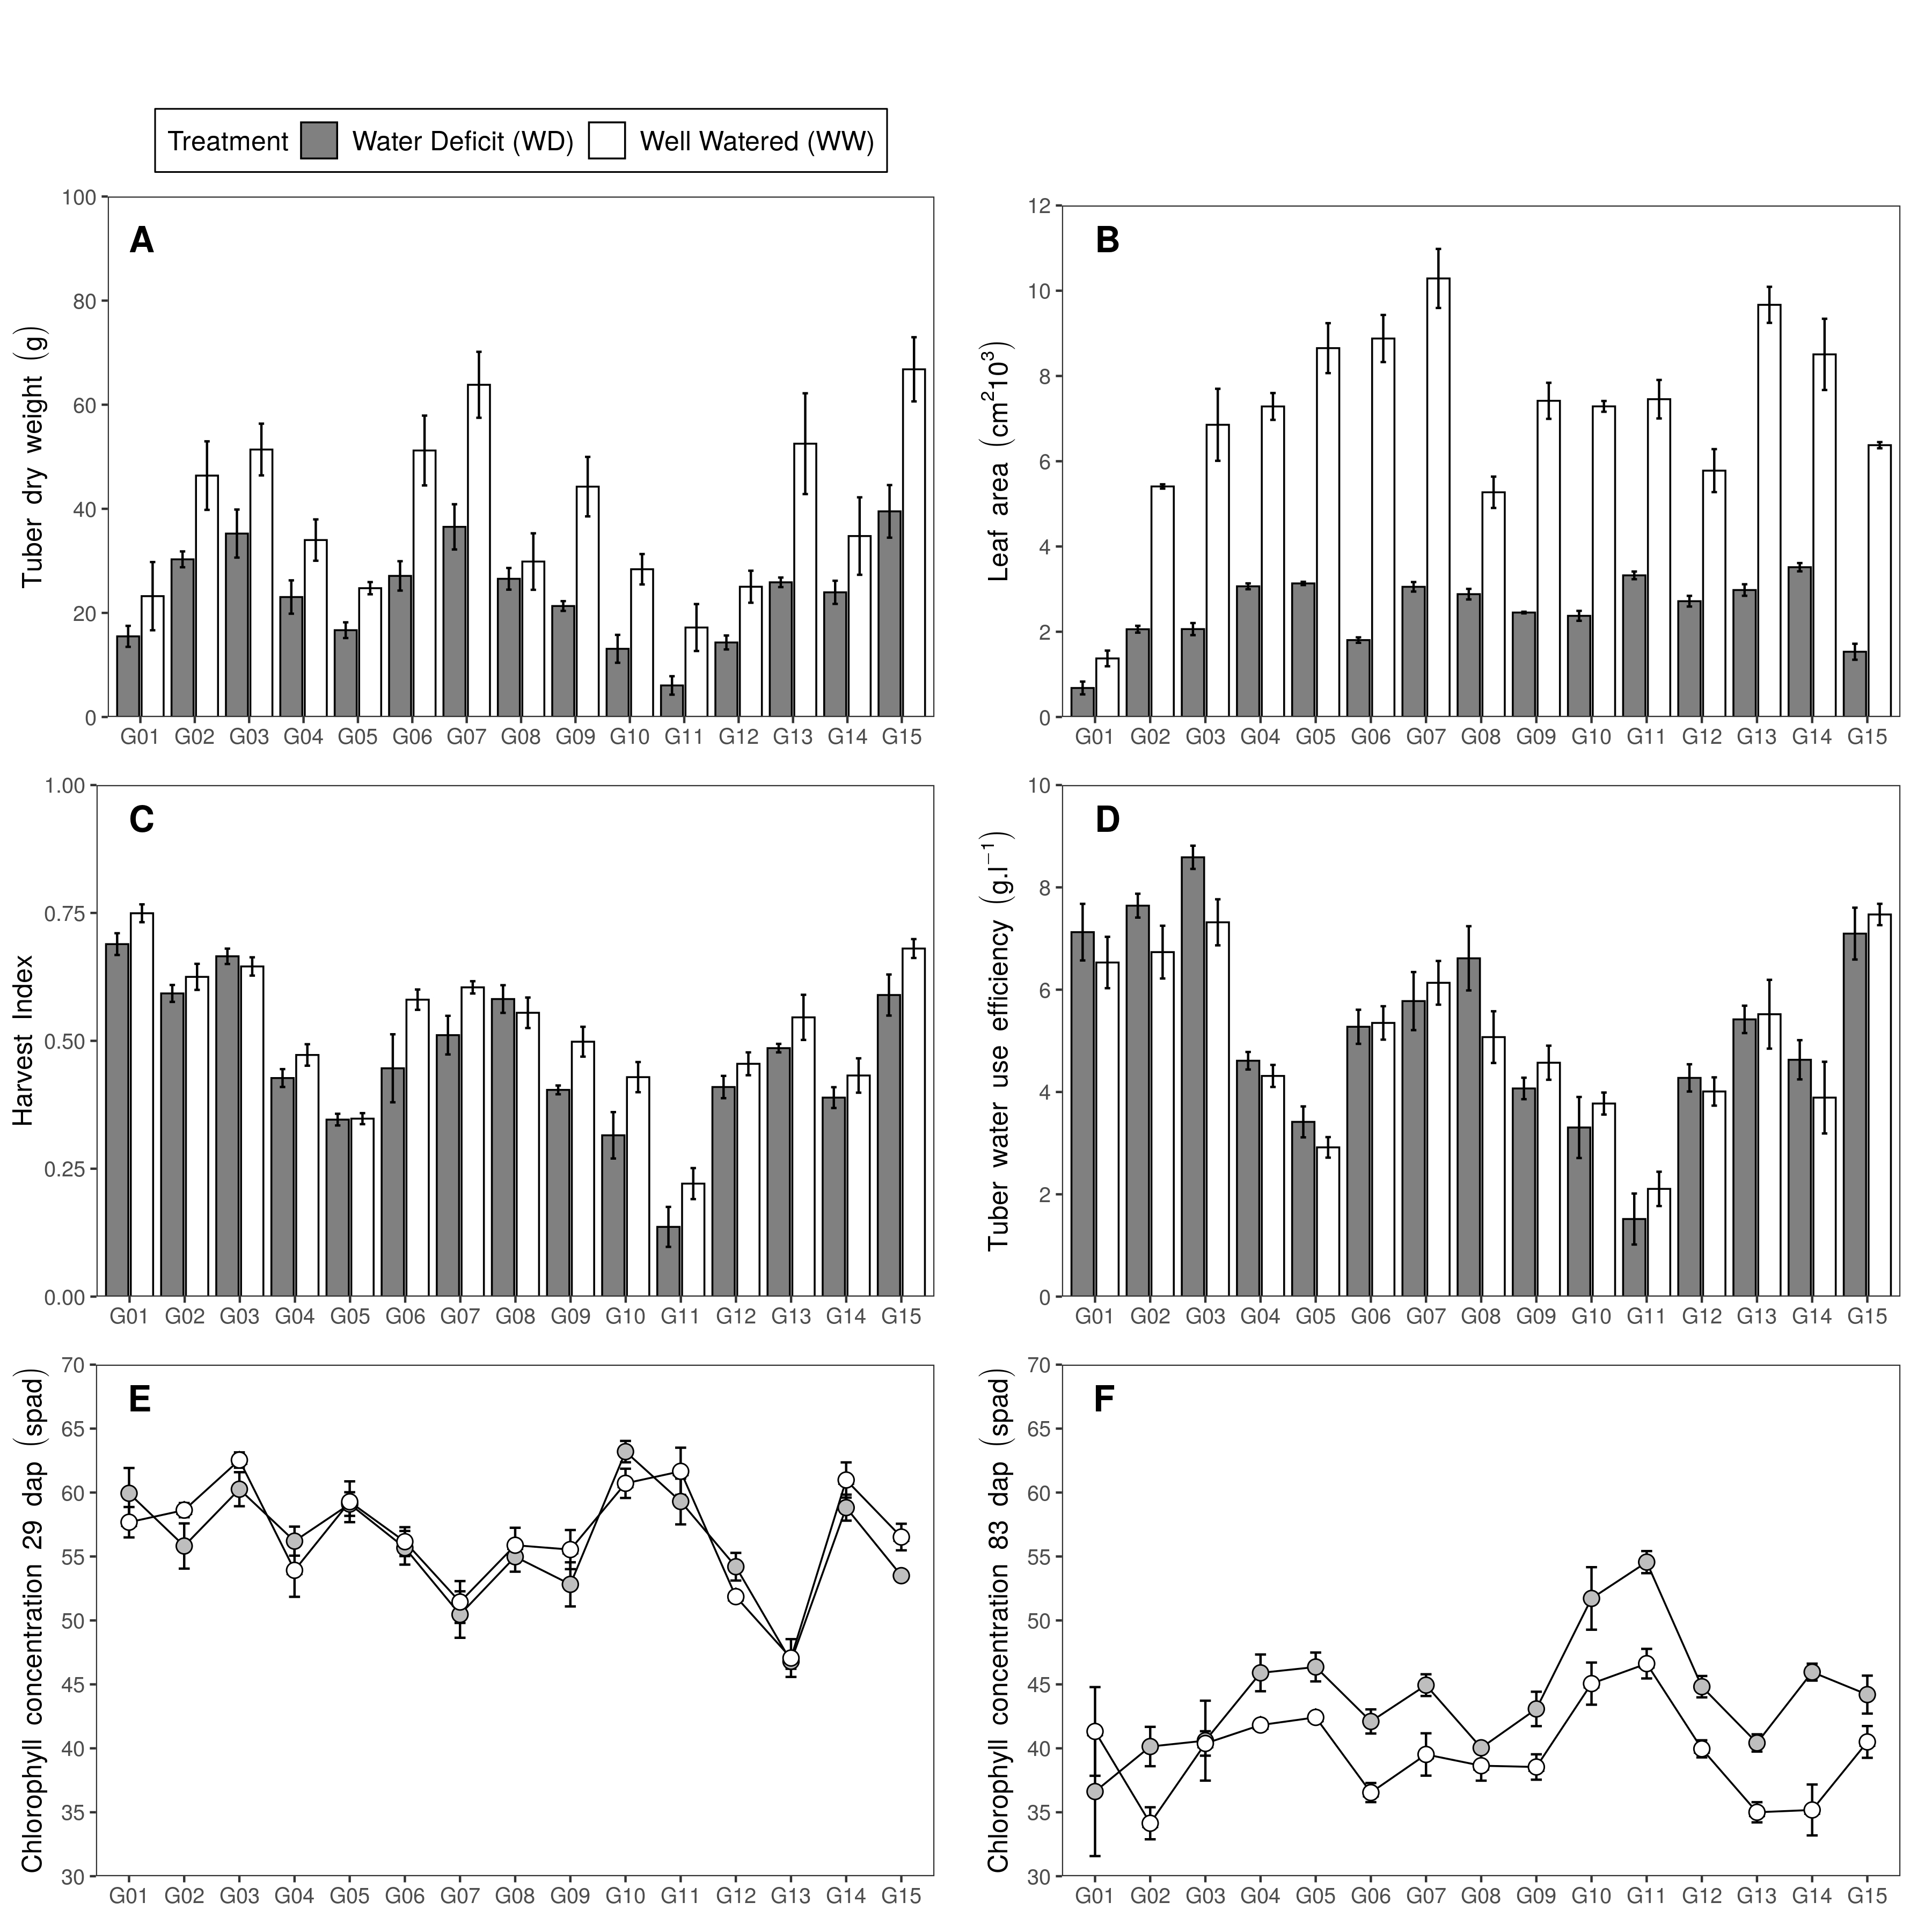 Treatment Water Deficit (WD) Well Watered (WW)
A
Tuber dry weight (g)
100
80
60
40
20
0
G01 G02 G03 G04 G05 G06 G07 G08 G09 G10 G11 G12 G13 G14 G15
B
Leaf area (cm²10³)
12
10
8
6
4
2
0
G01 G02 G03 G04 G05 G06 G07 G08 G09 G10 G11 G12 G13 G14 G15
C
Harvest Index
1.00
0.75
0.50
0.25
0.00
G01 G02 G03 G04 G05 G06 G07 G08 G09 G10 G11 G12 G13 G14 G15
D
Tuber water use efficiency (g.l⁻¹)
10
8
6
4
2
0
G01 G02 G03 G04 G05 G06 G07 G08 G09 G10 G11 G12 G13 G14 G15
E
Chlorophyll concentration 29 dap (spad)
70
65
60
55
50
45
40
35
30
G01 G02 G03 G04 G05 G06 G07 G08 G09 G10 G11 G12 G13 G14 G15
F
Chlorophyll concentration 83 dap (spad)
70
65
60
55
50
45
40
35
30
G01 G02 G03 G04 G05 G06 G07 G08 G09 G10 G11 G12 G13 G14 G15